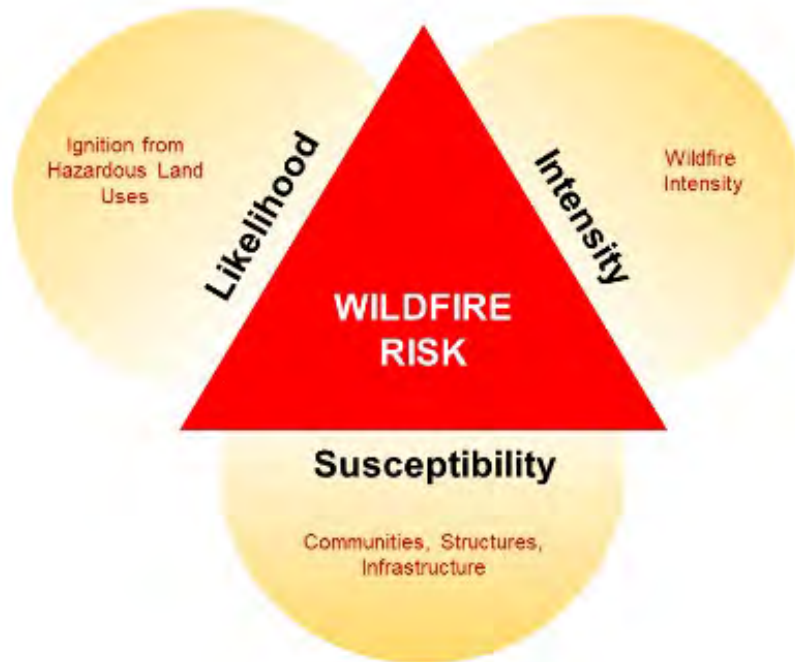 Ignition from
Hazardous Land
Uses
Likelihood
Intensity
Wildfire
Intensity
WILDFIRE
RISK
Susceptibility
Communities, Structures,
Infrastructure